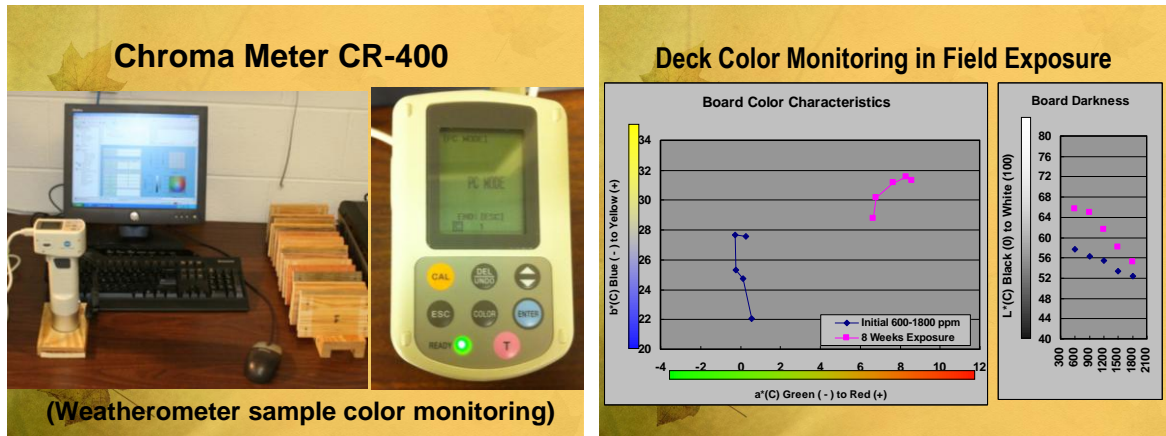 Chroma Meter CR-400
PC MODE
CAL
DEL
UNDO
ESC
COLOR
ENTER
READY
T
(Weatherometer sample color monitoring)
Deck Color Monitoring in Field Exposure
Board Color Characteristics
b*(C) Blue ( - ) to Yellow (+)
34
32
30
28
26
24
22
20
-4
-2
0
2
4
6
8
10
12
Initial 600-1800 ppm
8 Weeks Exposure
a*(C) Green ( - ) to Red (+)
Board Darkness
L*(C) Black (0) to White (100)
80
76
72
68
64
60
56
52
48
44
40
300
600
900
1200
1500
1800
2100